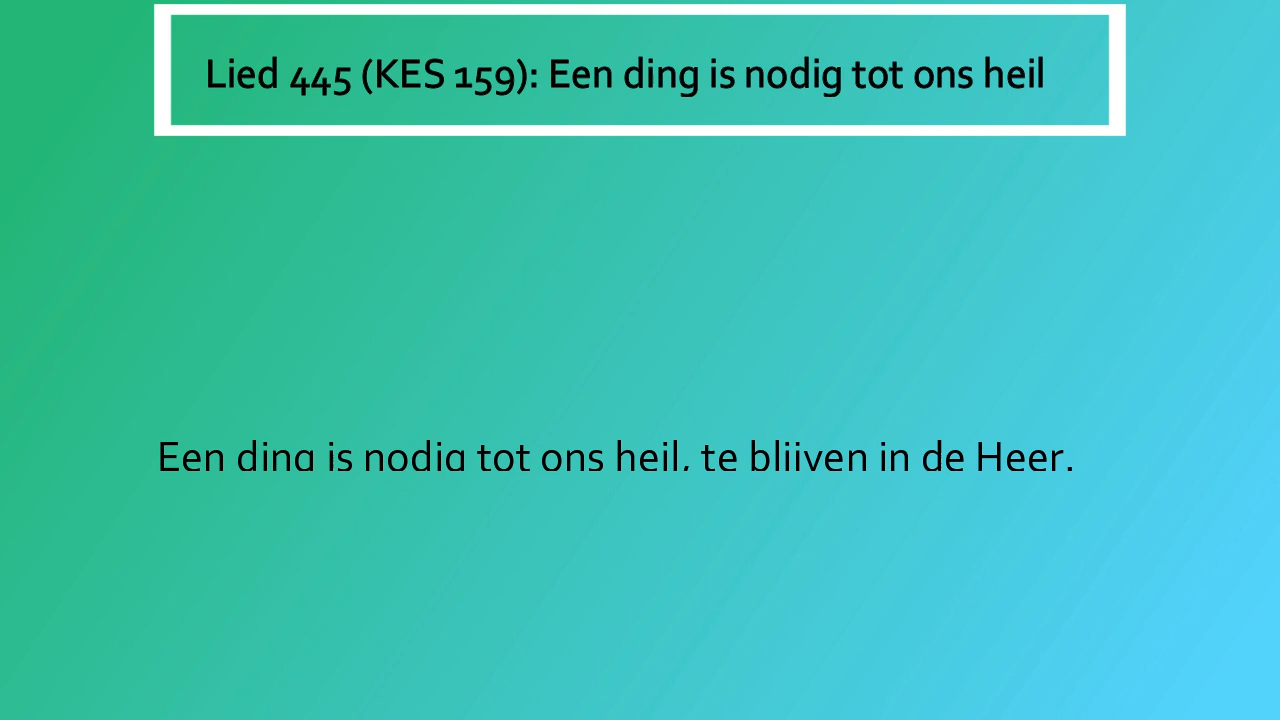 Lied 445 (KES 159): Een ding is nodig tot ons heil
Een ding is nodig tot ons heil, te blijven in de Heer.